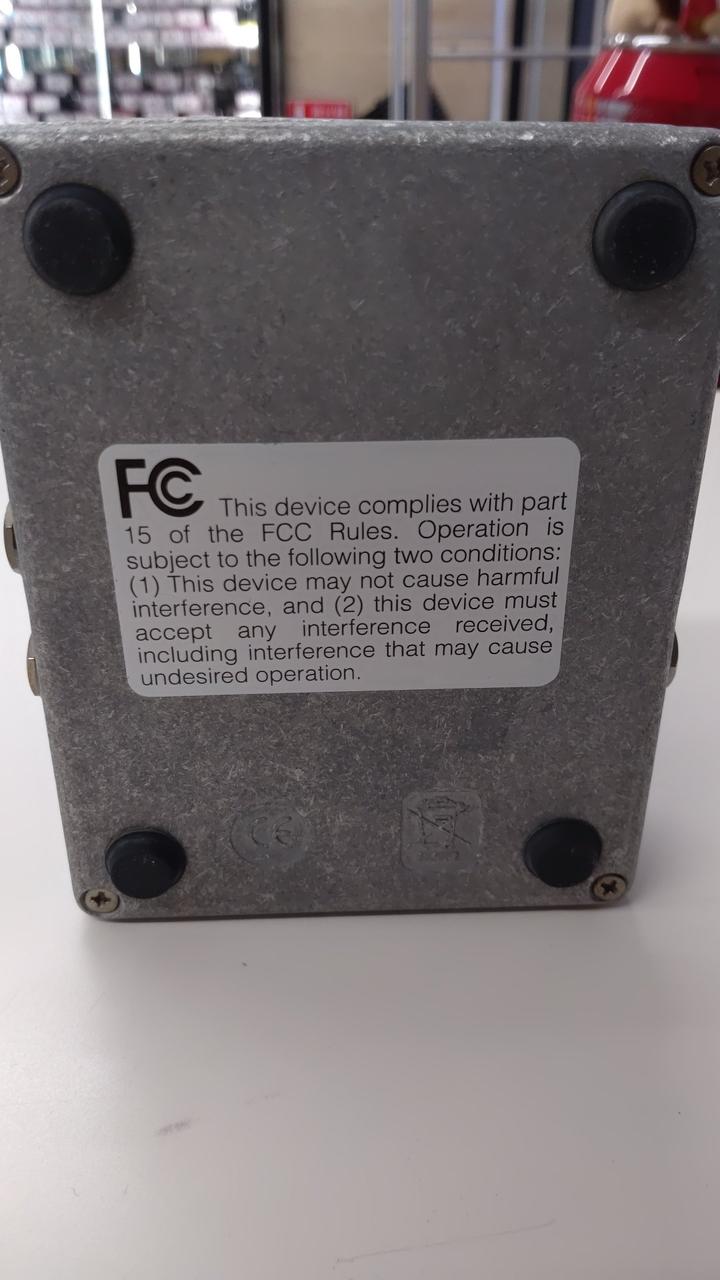 FC This device complies with part
15 of the FCC Rules. Operation is
subject to the following two conditions:
(1) This device may not cause harmful
interference, and (2) this device must
accept any interference received,
including interference that may cause
undesired operation.
CE